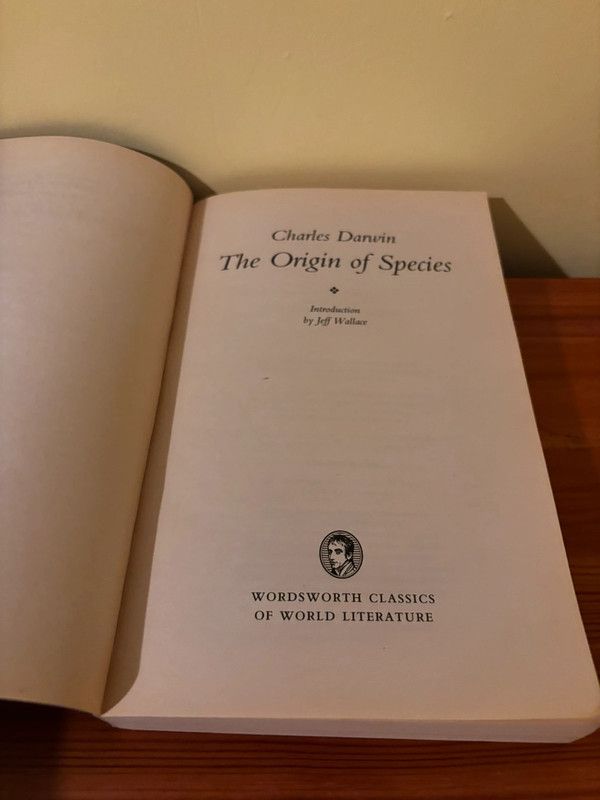 Charles Darwin
The Origin of Species
Introduction
by Jeff Wallace
WORDSWORTH CLASSICS
OF WORLD LITERATURE